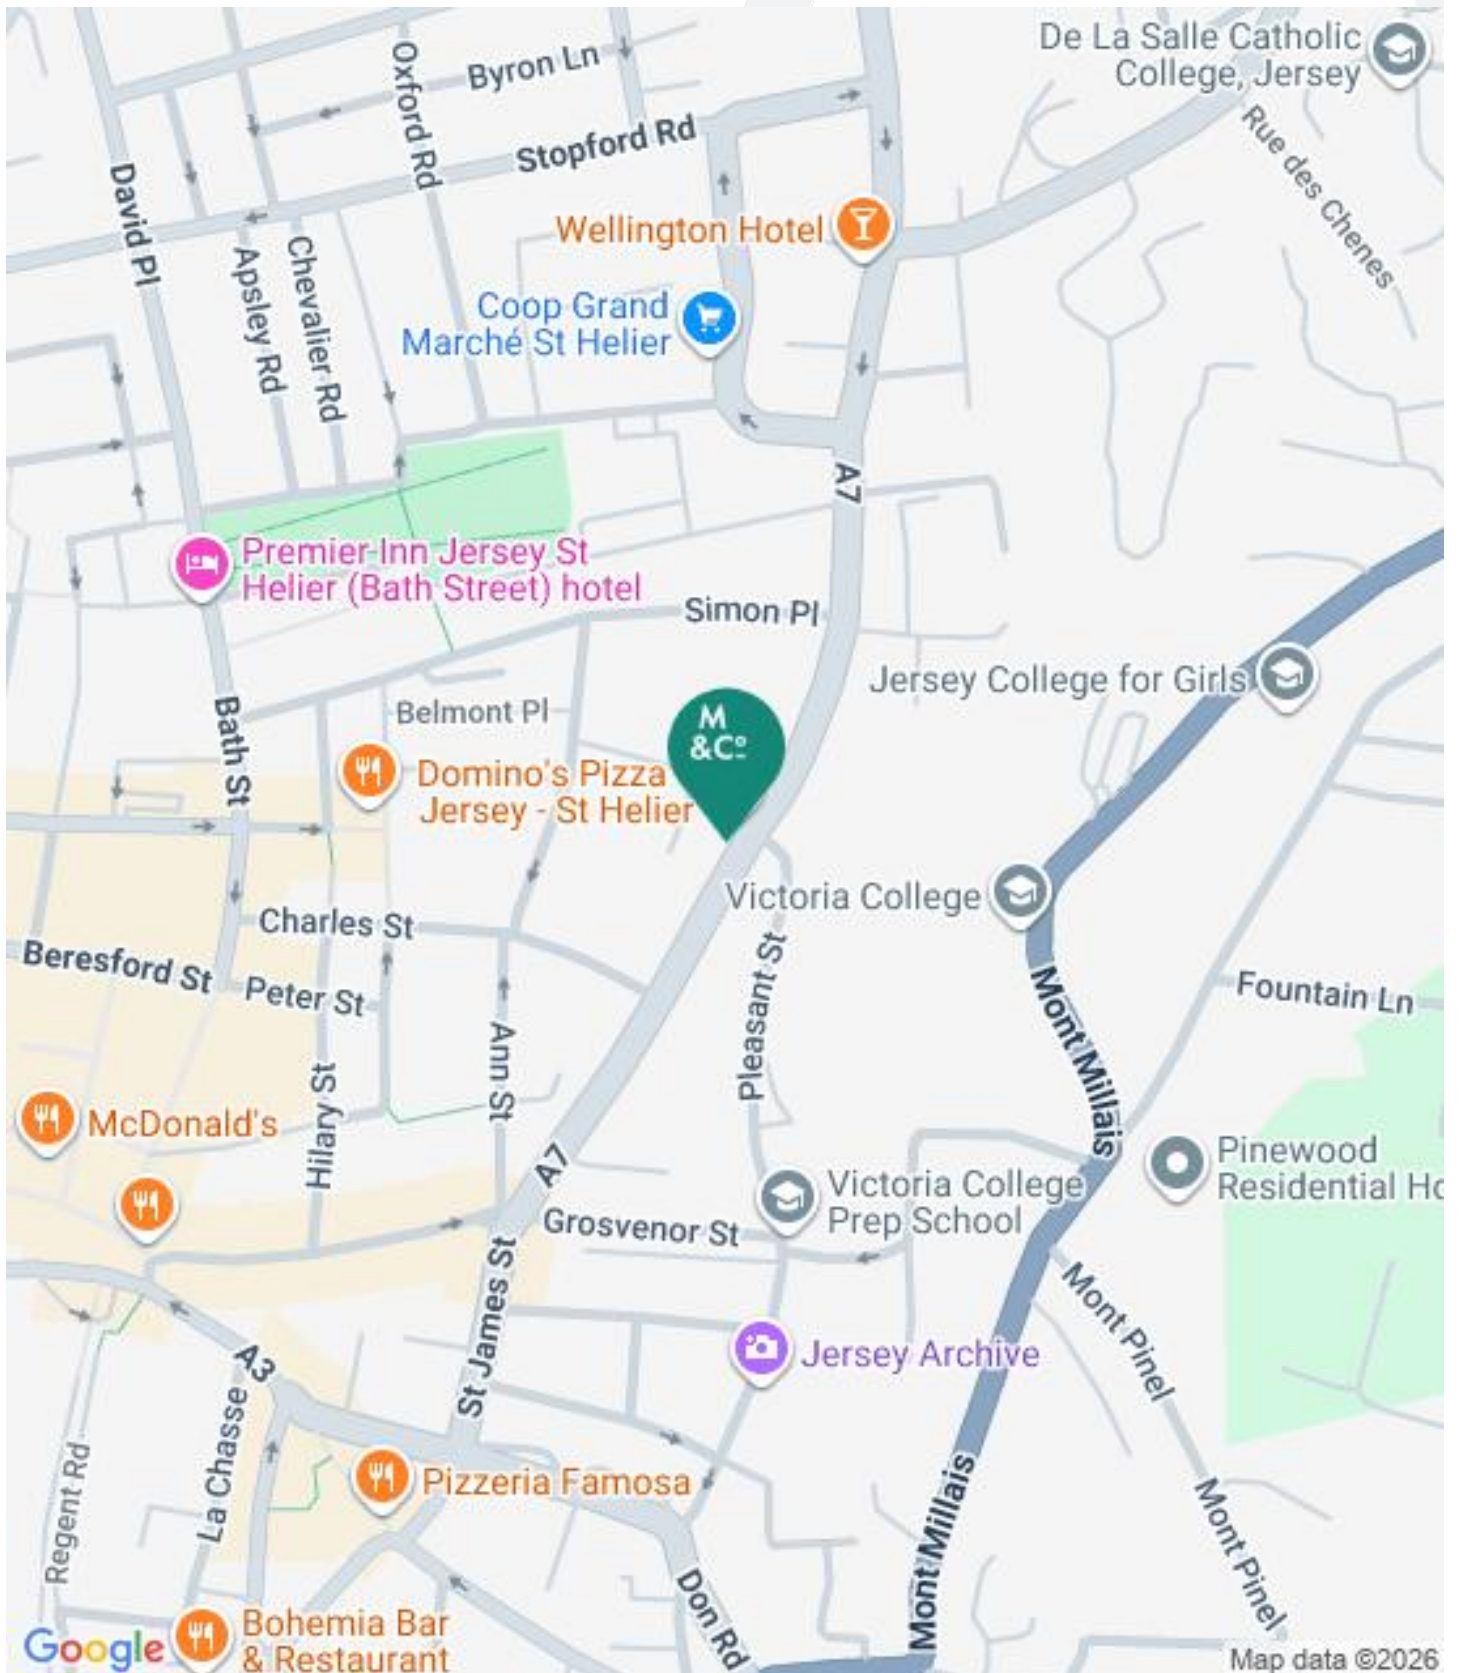 De La Salle Catholic
College, Jersey
Byron Ln
Oxford Rd
Stopford Rd
Rue des Chenes
David Pl
Wellington Hotel
Apsley Rd
Chevalier Rd
Coop Grand
Marché St Helier
A7
Premier Inn Jersey St
Helier (Bath Street) hotel
Simon Pl
Jersey College for Girls
Belmont Pl
M
&Cº
Bath St
Domino's Pizza
Jersey - St Helier
Victoria College
Charles St
Beresford St
Peter St
Pleasant St
Mont Millais
Fountain Ln
Ann St
Hilary St
McDonald's
A7
Pinewood
Residential Ho
Victoria College
Prep School
Grosvenor St
St James St
Mont Pinel
Jersey Archive
A3
La Chasse
Regent Rd
Pizzeria Famosa
Mont Millais
Mont Pinel
Don Rd
Bohemia Bar
& Restaurant
Google
Map data ©2026